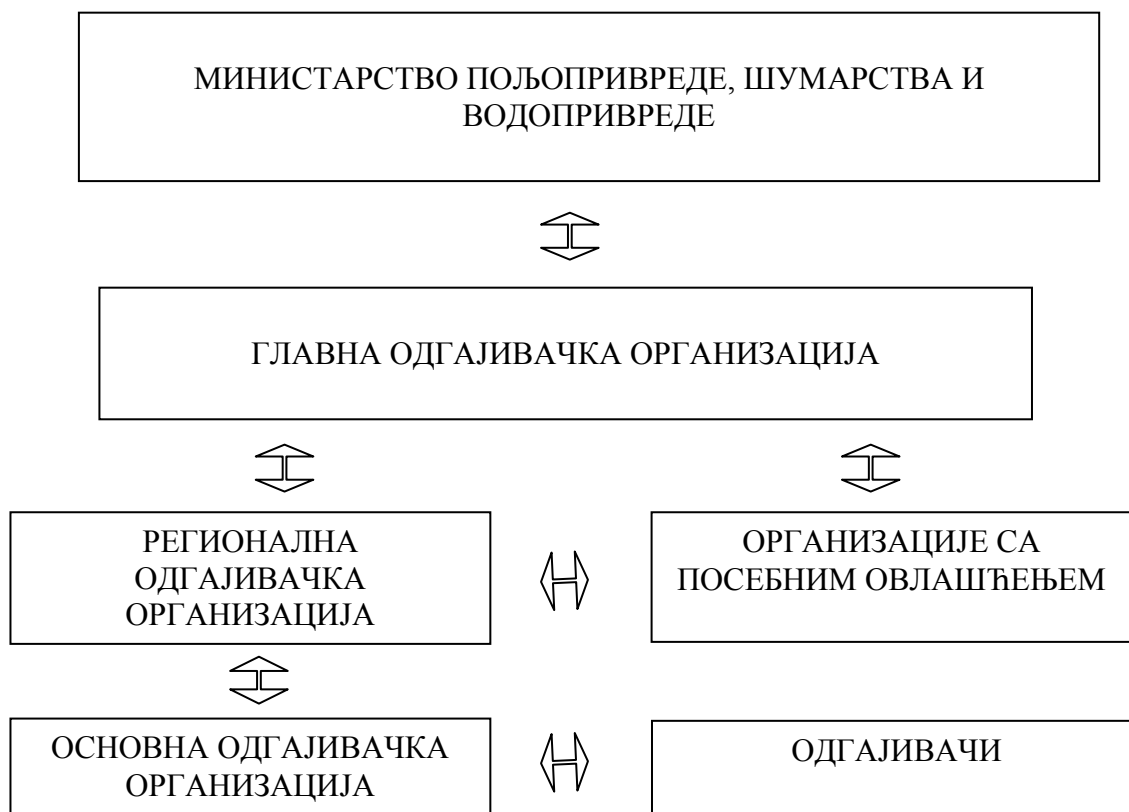 МИНИСТАРСТВО ПОЉОПРИВРЕДЕ, ШУМАРСТВА И
ВОДОПРИВРЕДЕ
ГЛАВНА ОДГАЈИВАЧКА ОРГАНИЗАЦИЈА
РЕГИОНАЛНА
ОДГАЈИВАЧКА
ОРГАНИЗАЦИЈА
ОРГАНИЗАЦИЈЕ СА
ПОСЕБНИМ ОВЛАШЋЕЊЕМ
ОСНОВНА ОДГАЈИВАЧКА
ОРГАНИЗАЦИЈА
ОДГАЈИВАЧИ